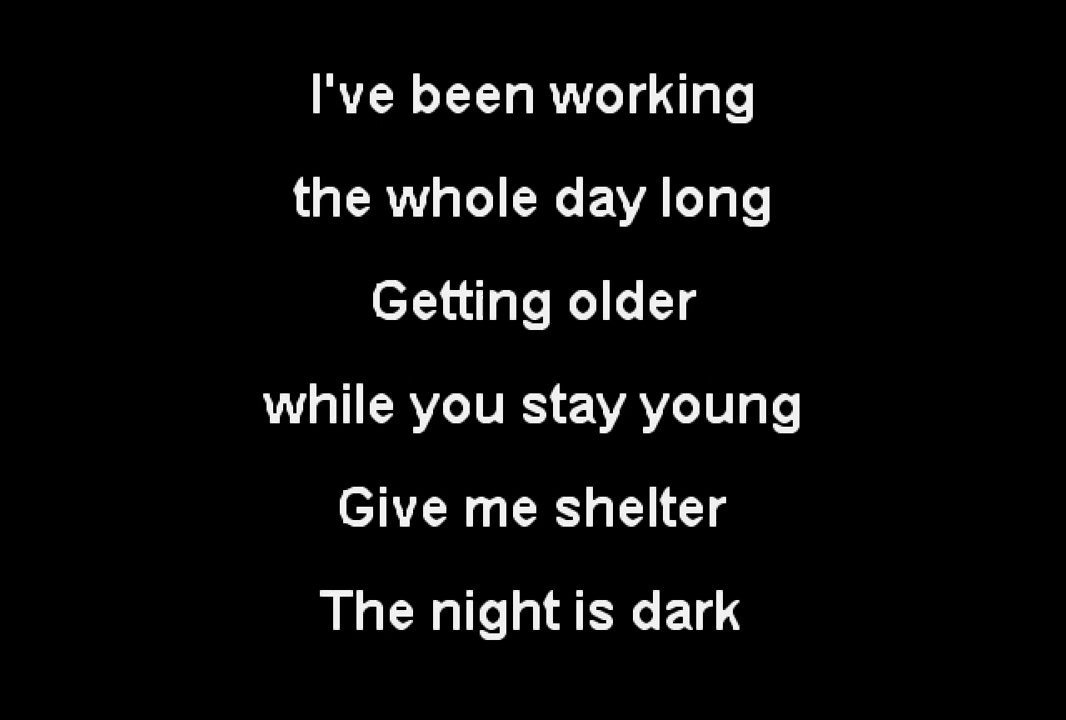 I've been working
the whole day long
Getting older
while you stay young
Give me shelter
The night is dark